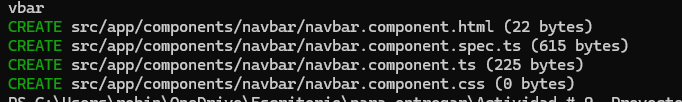 vbar
CREATE src/app/components/navbar/navbar.component.html (22 bytes)
CREATE src/app/components/navbar/navbar.component.spec.ts (615 bytes)
CREATE src/app/components/navbar/navbar.component.ts (225 bytes)
CREATE src/app/components/navbar/navbar.component.css (0 bytes)